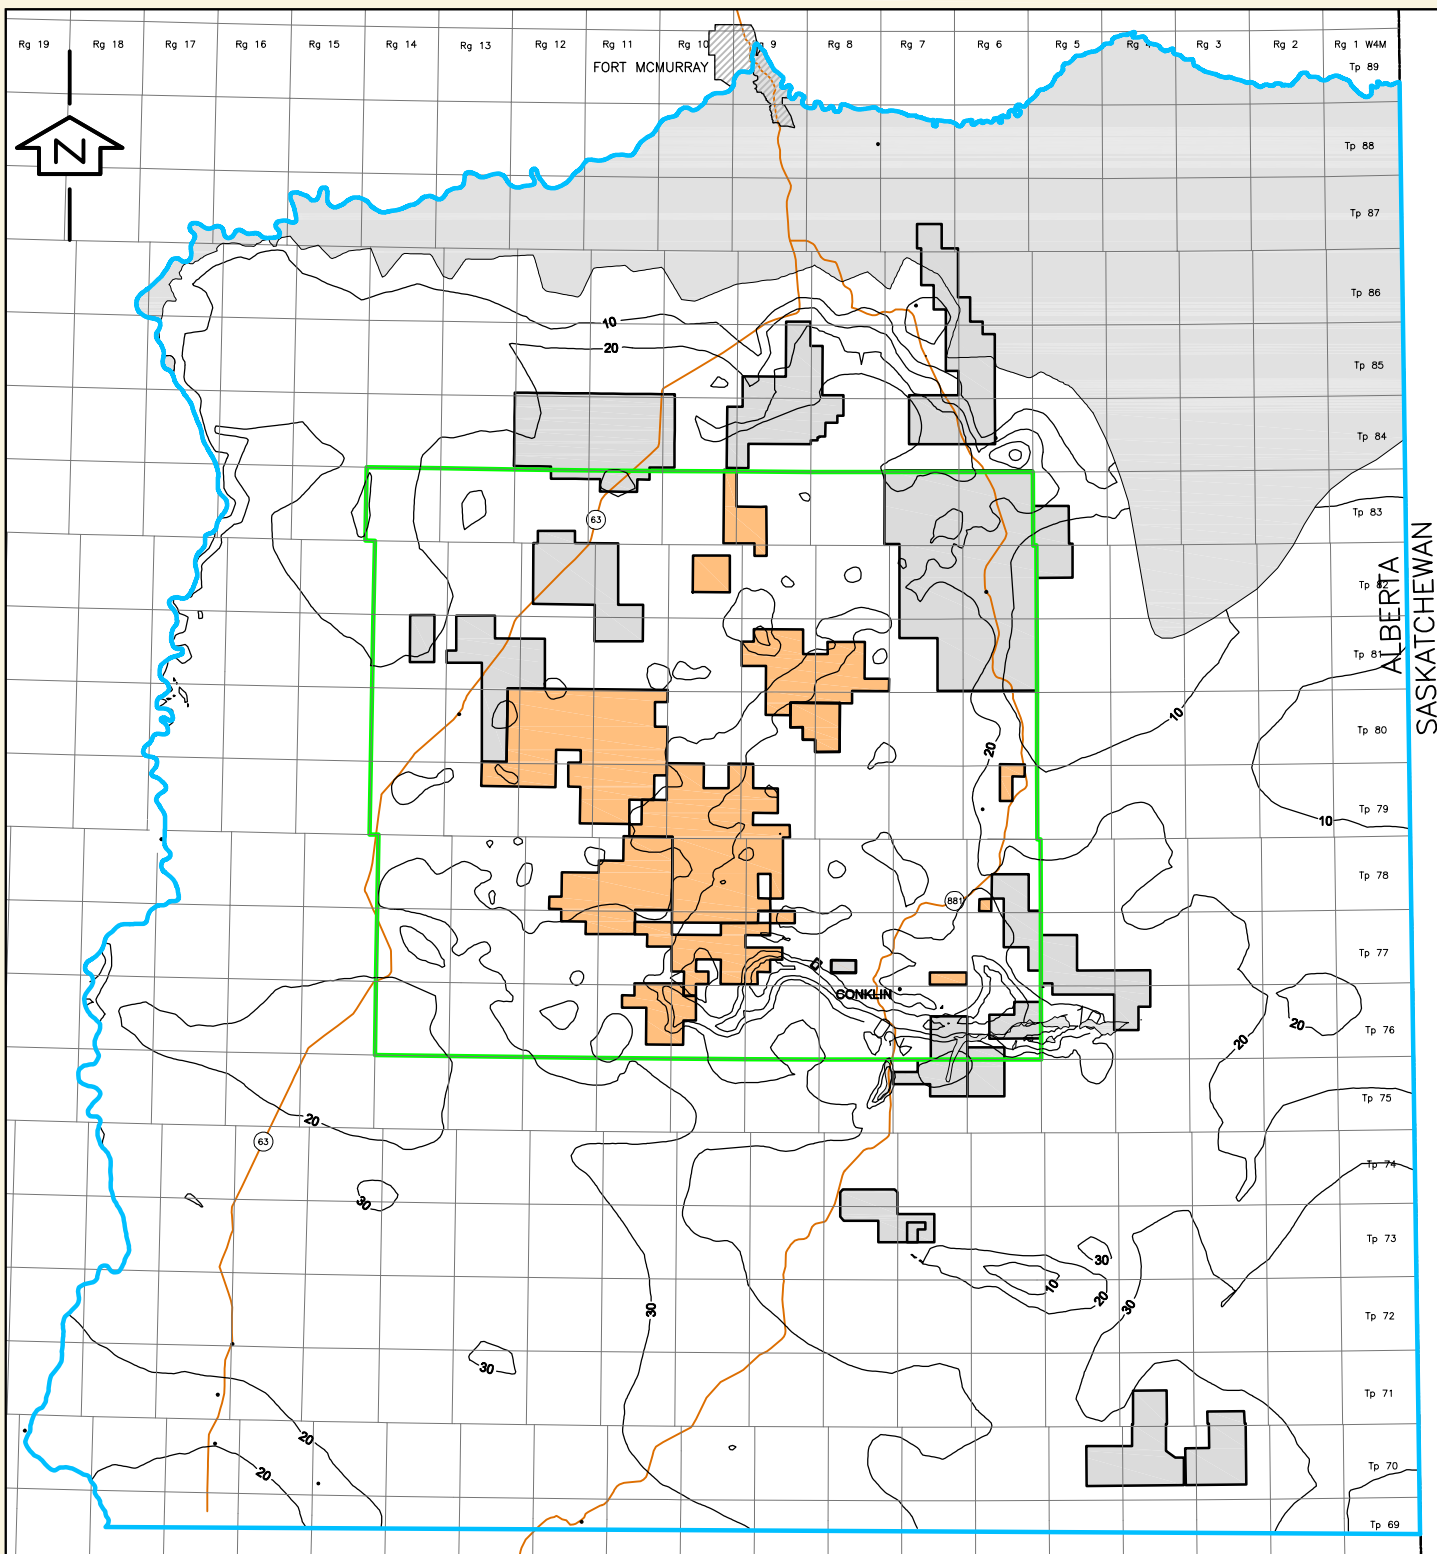 Rg 19 Rg 18 Rg 17 Rg 16 Rg 15 Rg 14 Rg 13 Rg 12 Rg 11 Rg 10 Rg 9 Rg 8 Rg 7 Rg 6 Rg 5 Rg 4 Rg 3 Rg 2 Rg 1 W4M
FORT MCMURRAY
Tp 89
N
Tp 88
Tp 87
Tp 86
10
20
Tp 85
Tp 84
63
Tp 83
Tp 82
ALBERTA
SASKATCHEWAN
Tp 81
10
20
Tp 80
Tp 79
10
Tp 78
881
Tp 77
CONKLIN
20
Tp 76
20
Tp 75
20
63
Tp 74
30
Tp 73
30
10
20
30
30
Tp 72
30
Tp 71
20
20
Tp 70
Tp 69